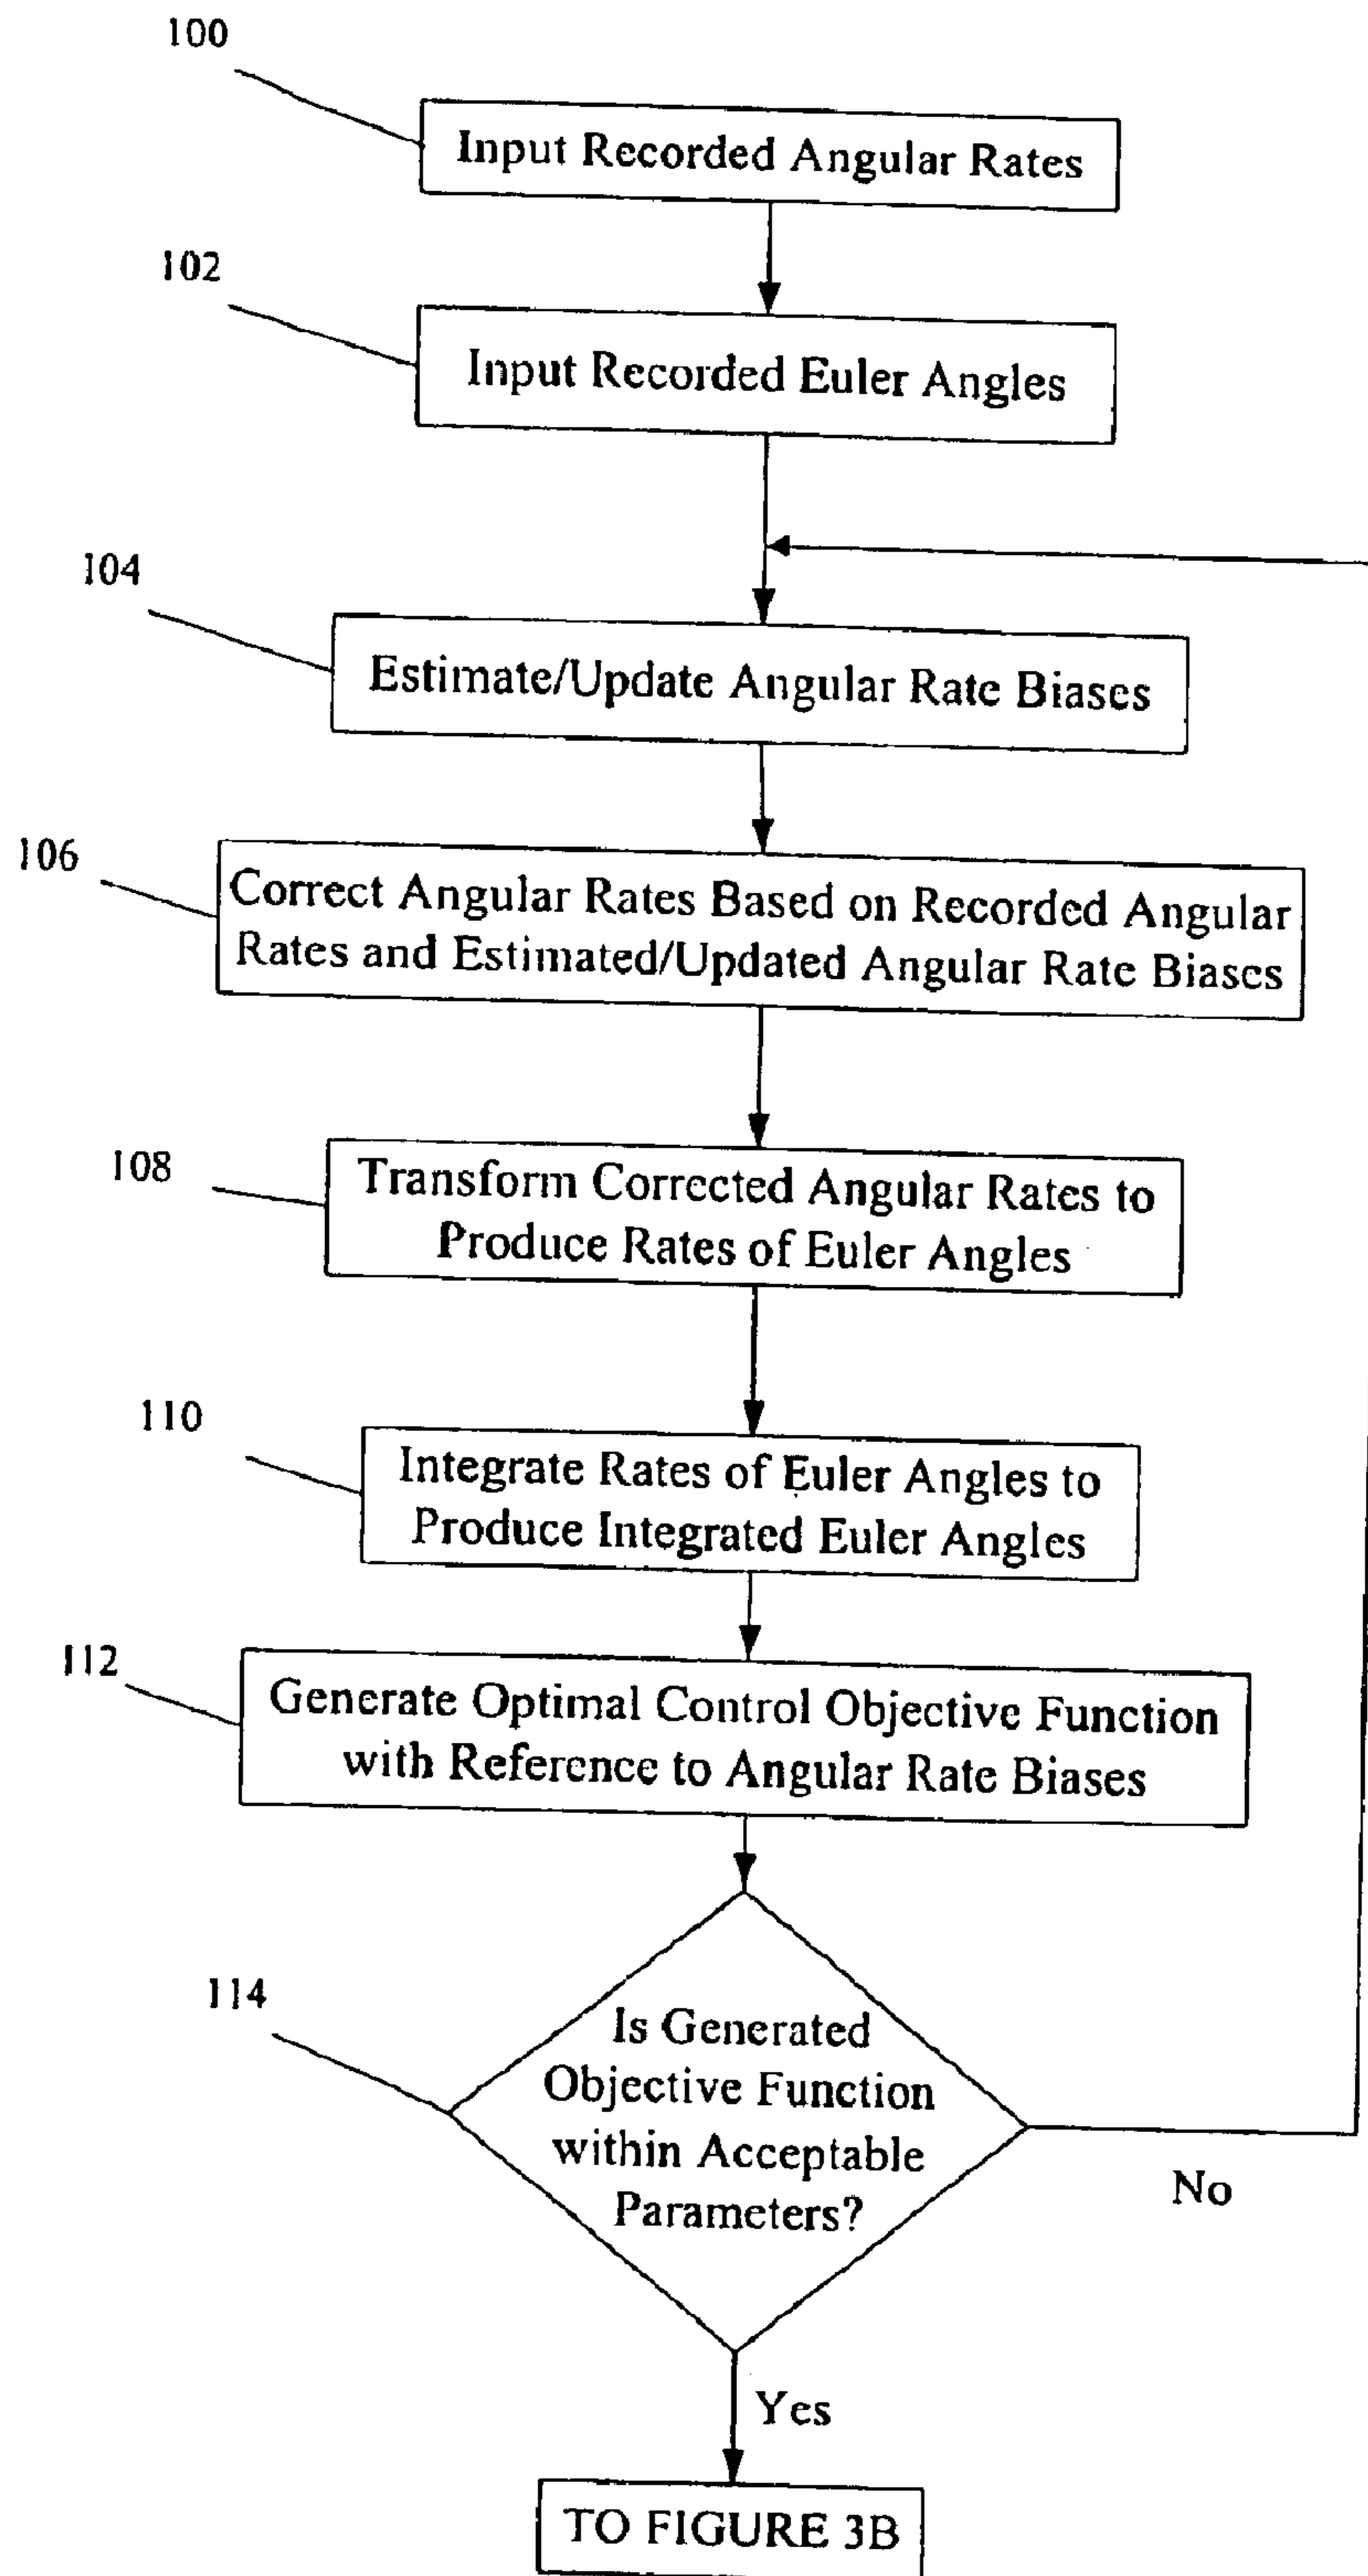 100
Input Recorded Angular Rates
102
Input Recorded Euler Angles
104
Estimate/Update Angular Rate Biases
106
Correct Angular Rates Based on Recorded Angular
Rates and Estimated/Updated Angular Rate Biases
108
Transform Corrected Angular Rates to
Produce Rates of Euler Angles
110
Integrate Rates of Euler Angles to
Produce Integrated Euler Angles
112
Generate Optimal Control Objective Function
with Reference to Angular Rate Biases
114
Is Generated
Objective Function
within Acceptable
Parameters?
No
Yes
TO FIGURE 3B